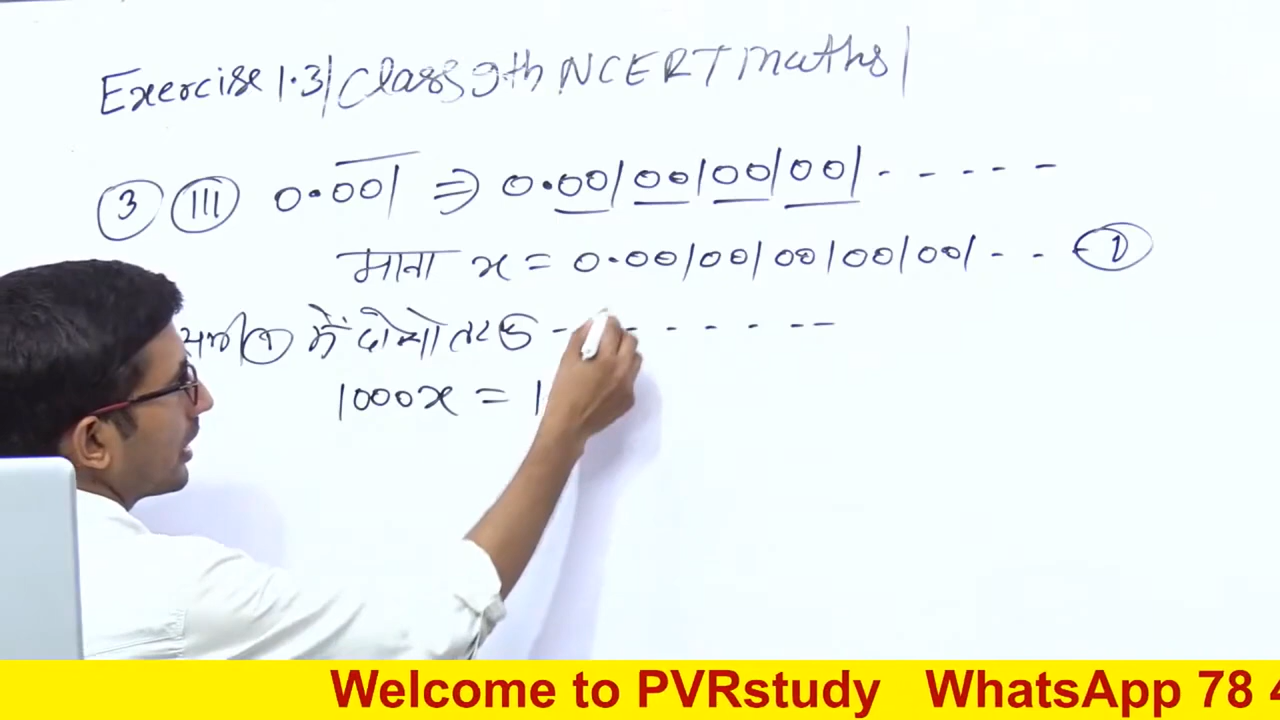 Exercise 1.3| Class 9th NCERT Maths|
3 III 0.001 ⇒ 0.001001001001 - - - - -
माना x = 0.001001001001001 - - - 1
1 में दोनो तरफ - - - - - - -
1000x = 1
Welcome to PVRstudy WhatsApp 78 4